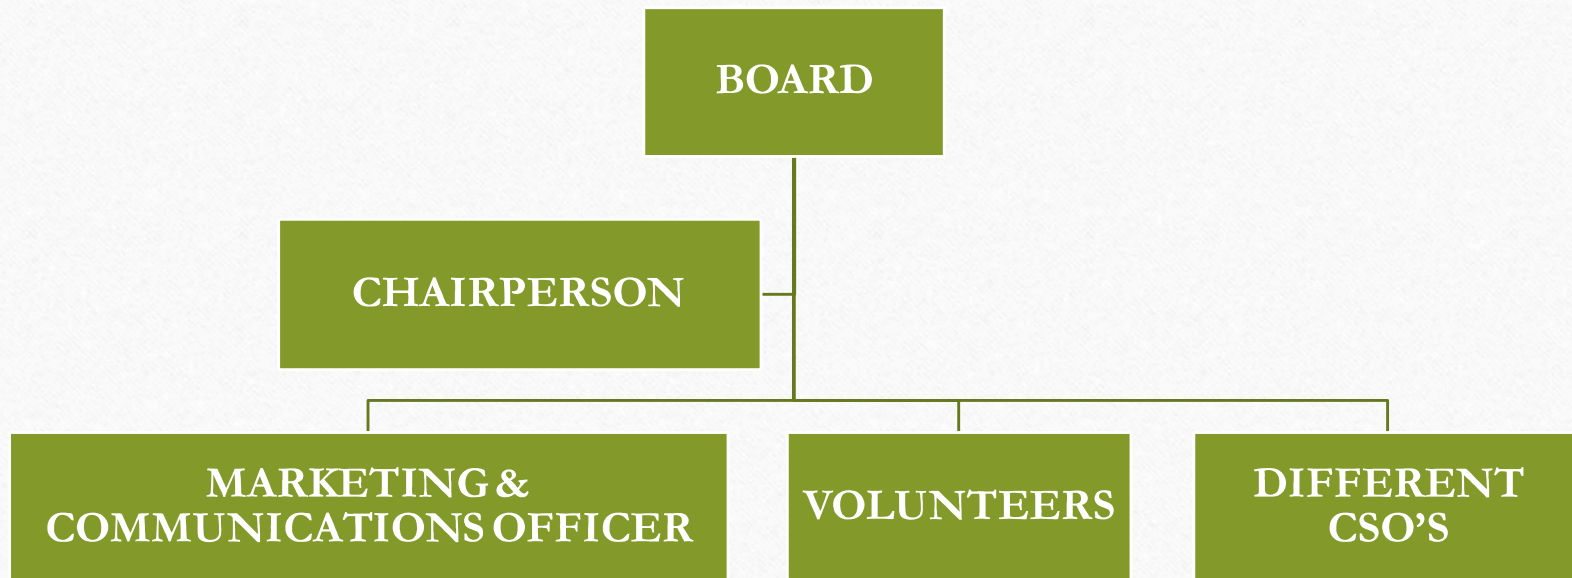 BOARD
CHAIRPERSON
MARKETING &
COMMUNICATIONS OFFICER
VOLUNTEERS
DIFFERENT
CSO’S